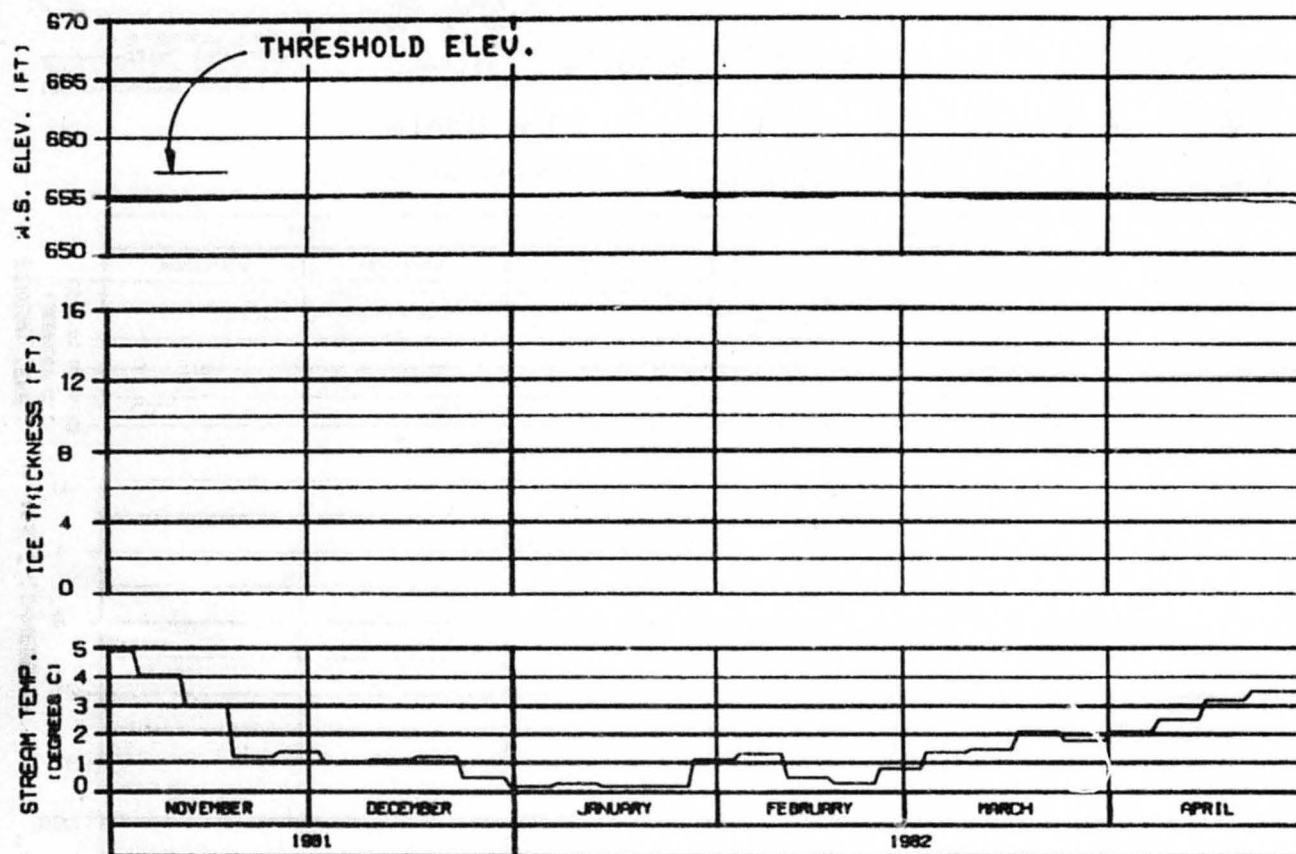 670
THRESHOLD ELEV.
665
660
655
650
W.S. ELEV. (FT)
16
12
8
4
0
ICE THICKNESS (FT)
5
4
3
2
1
0
STREAM TEMP.
(DEGREES C)
NOVEMBER DECEMBER JANUARY FEBRUARY MARCH APRIL
1981 1982